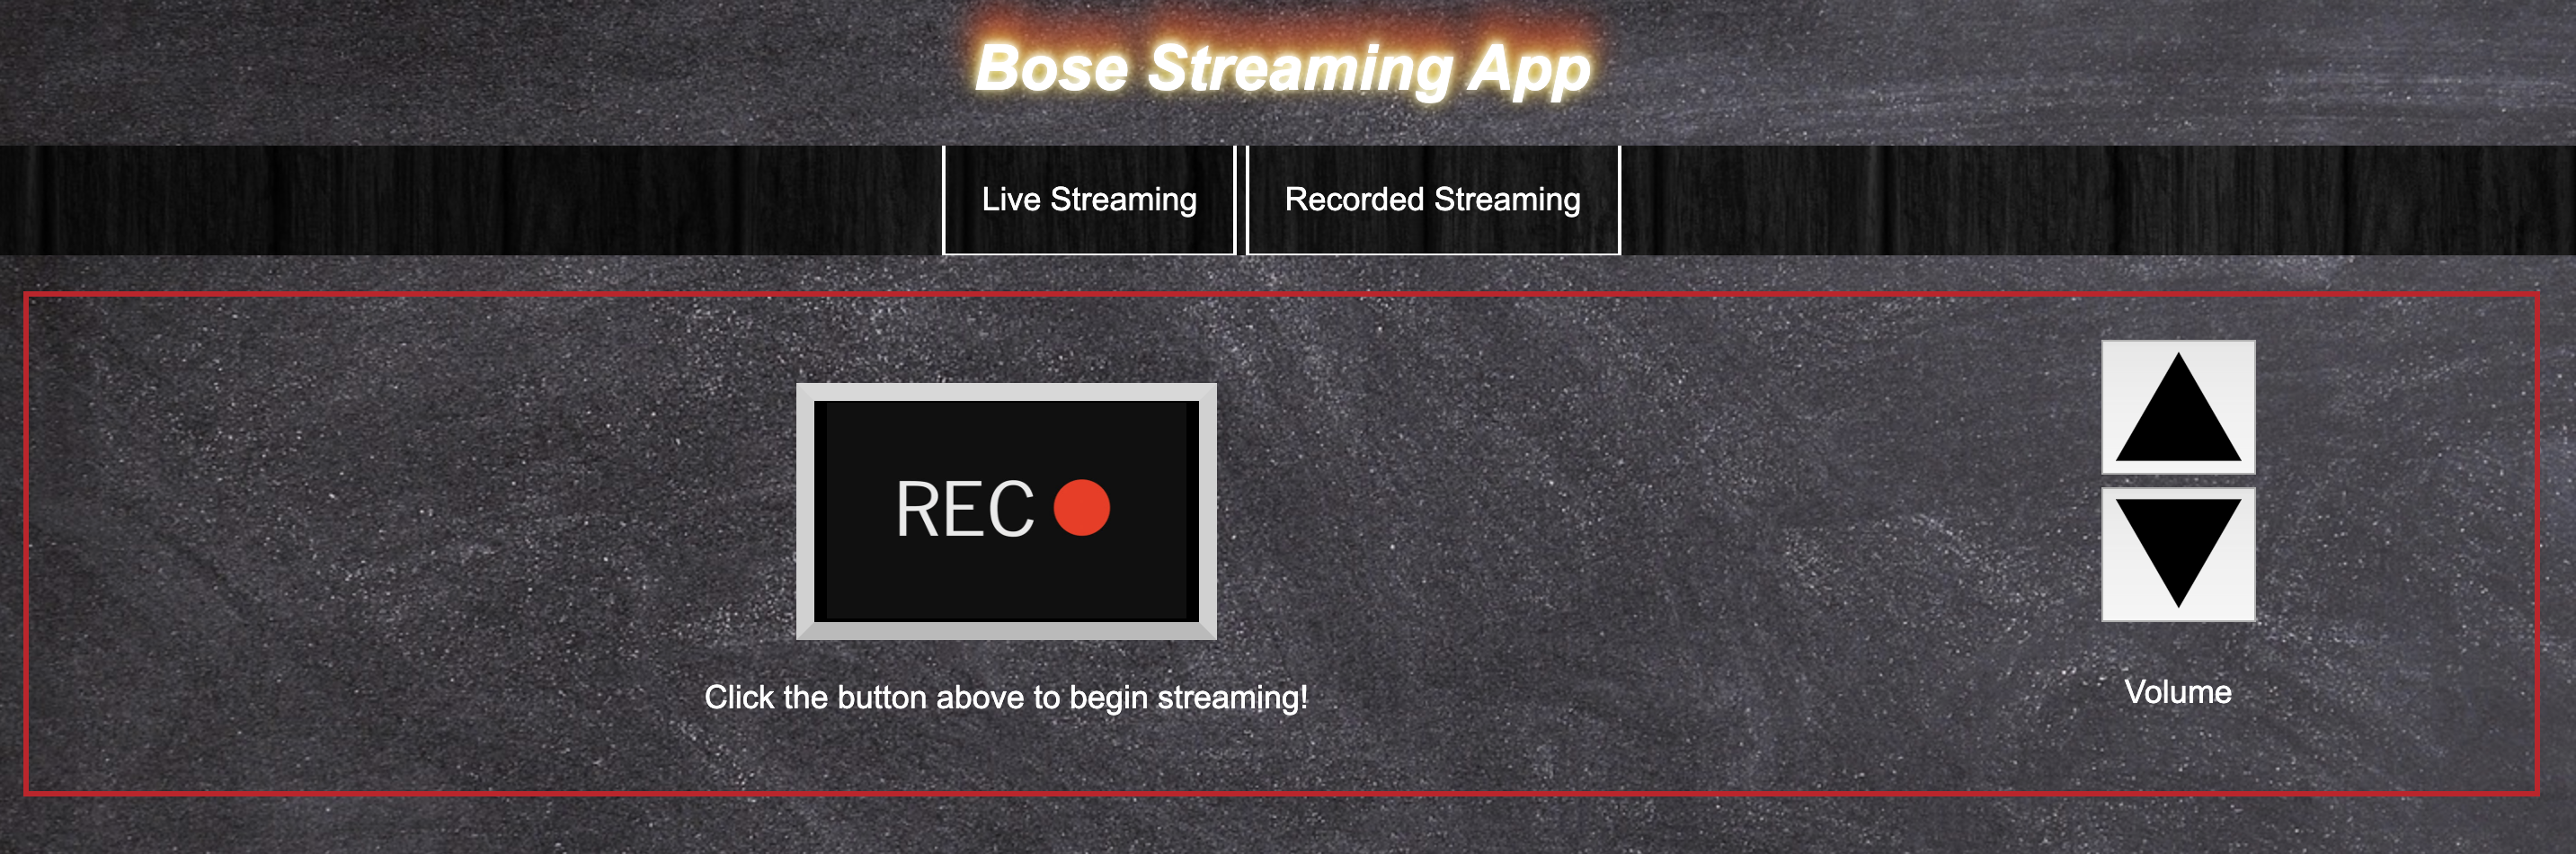 Bose Streaming App
Live Streaming
Recorded Streaming
REC
Click the button above to begin streaming!
Volume